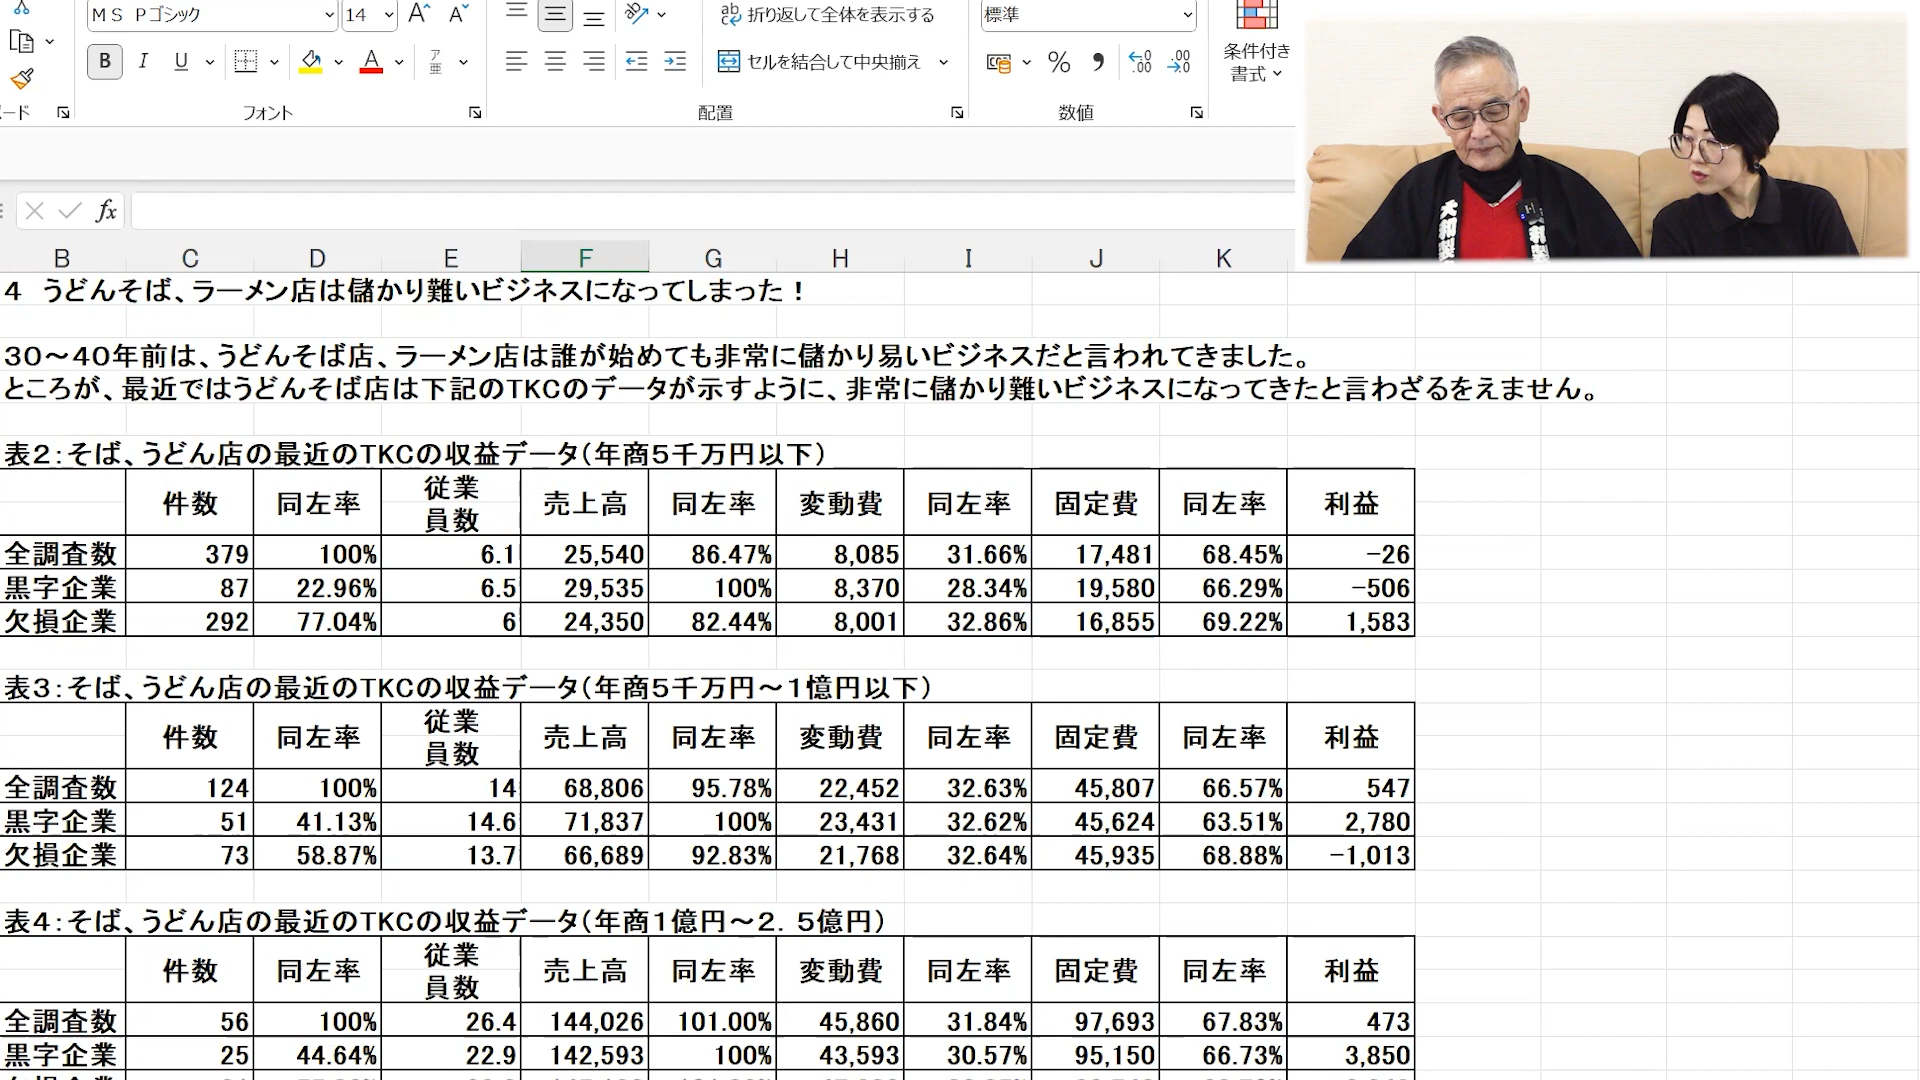 ＭＳ Ｐゴシック 14 折り返して全体を表示する 標準
B I U A セルを結合して中央揃え % 条件付き
書式
ード フォント 配置 数値
fx
B C D E F G H I J K
4 うどんそば、ラーメン店は儲かり難いビジネスになってしまった！
30～40年前は、うどんそば店、ラーメン店は誰が始めても非常に儲かり易いビジネスだと言われてきました。
ところが、最近ではうどんそば店は下記のTKCのデータが示すように、非常に儲かり難いビジネスになってきたと言わざるをえません。
表2：そば、うどん店の最近のTKCの収益データ（年商5千万円以下）
件数 同左率 従業員数 売上高 同左率 変動費 同左率 固定費 同左率 利益
全調査数 379 100% 6.1 25,540 86.47% 8,085 31.66% 17,481 68.45% －26
黒字企業 87 22.96% 6.5 29,535 100% 8,370 28.34% 19,580 66.29% －506
欠損企業 292 77.04% 6 24,350 82.44% 8,001 32.86% 16,855 69.22% 1,583
表3：そば、うどん店の最近のTKCの収益データ（年商5千万円～1憶円以下）
件数 同左率 従業員数 売上高 同左率 変動費 同左率 固定費 同左率 利益
全調査数 124 100% 14 68,806 95.78% 22,452 32.63% 45,807 66.57% 547
黒字企業 51 41.13% 14.6 71,837 100% 23,431 32.62% 45,624 63.51% 2,780
欠損企業 73 58.87% 13.7 66,689 92.83% 21,768 32.64% 45,935 68.88% －1,013
表4：そば、うどん店の最近のTKCの収益データ（年商1億円～2．5億円）
件数 同左率 従業員数 売上高 同左率 変動費 同左率 固定費 同左率 利益
全調査数 56 100% 26.4 144,026 101.00% 45,860 31.84% 97,693 67.83% 473
黒字企業 25 44.64% 22.9 142,593 100% 43,593 30.57% 95,150 66.73% 3,850